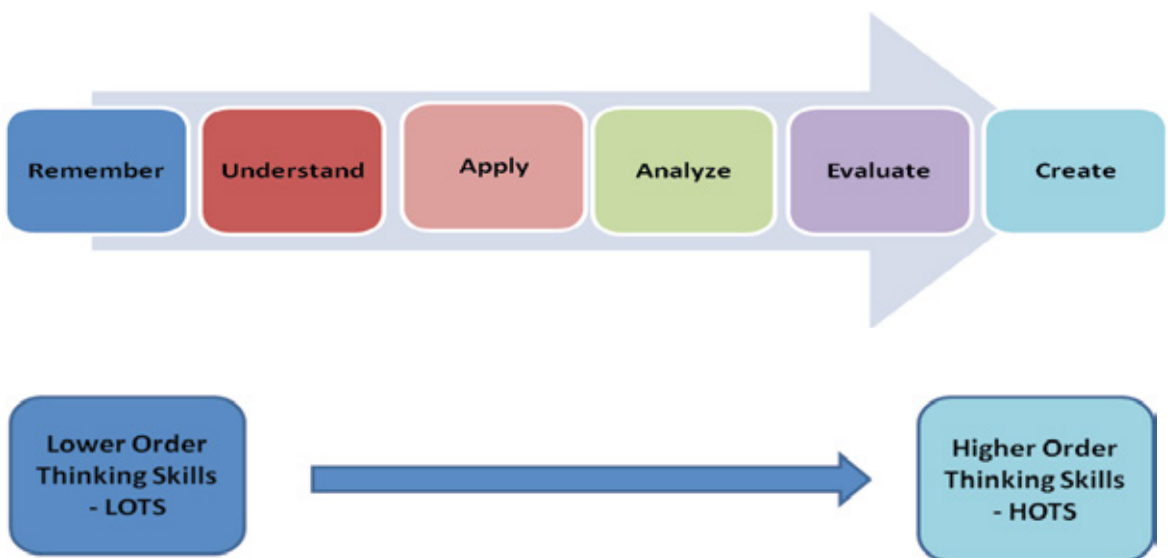 Remember
Understand
Apply
Analyze
Evaluate
Create
Lower Order
Thinking Skills
- LOTS
Higher Order
Thinking Skills
- HOTS